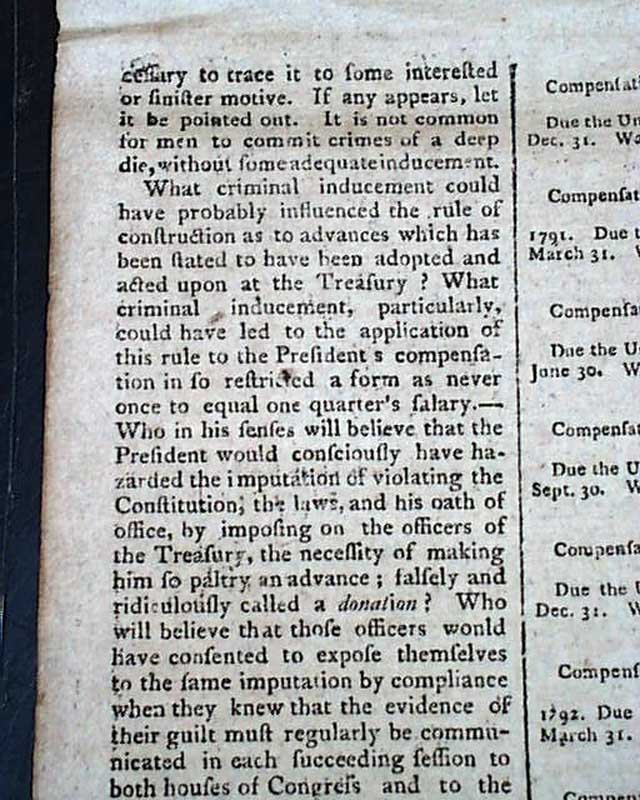 cessary to trace it to ſome intereſted
or ſiniſter motive. If any appears, let
it be pointed out. It is not common
for men to commit crimes of a deep
die, without ſome adequate inducement.
What criminal inducement could
have probably influenced the rule of
conſtruction as to advances which has
been ſtated to have been adopted and
acted upon at the Treaſury ? What
criminal inducement, particularly,
could have led to the application of
this rule to the Preſident's compenſa-
tion in ſo reſtricted a form as never
once to equal one quarter's ſalary.—
Who in his ſenſes will believe that the
Preſident would conſciouſly have ha-
zarded the imputation of violating the
Conſtitution, the laws, and his oath of
office, by impoſing on the officers of
the Treaſury, the neceſſity of making
him ſo paltry an advance ; falſely and
ridiculouſly called a donation ? Who
will believe that thoſe officers would
have conſented to expoſe themſelves
to the ſame imputation by compliance
when they knew that the evidence of
their guilt muſt regularly be commu-
nicated in each ſucceeding ſeſſion to
both houſes of Congreſs and to the
Compenſati
Due the Un
Dec. 31. Wa
Compenſat
1791. Due t
March 31. W
Compenſa
Due the U
June 30. W
Compenſat
Due the U
Sept. 30. W
Compenſa
Due the U
Dec. 31. W
Compenſ
1792. Due
March 31.
Compen